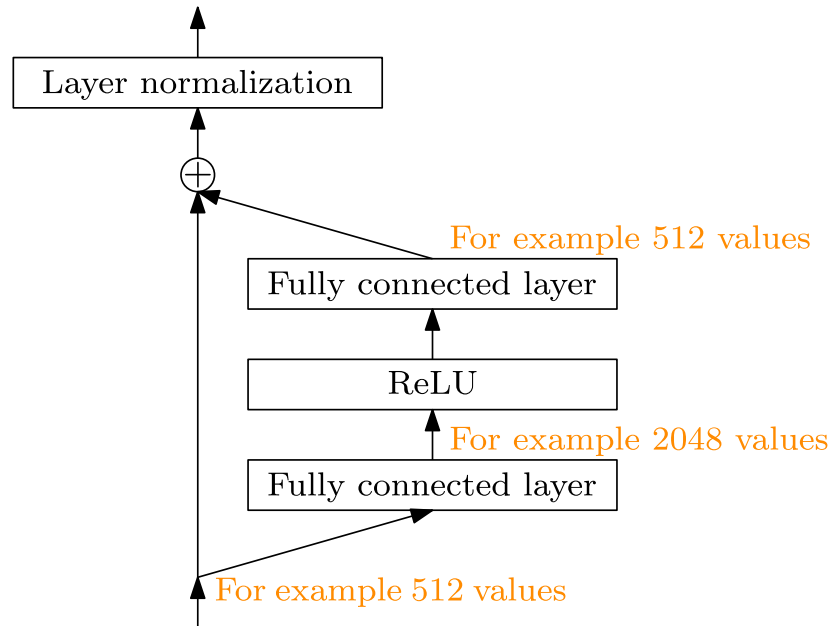 Layer normalization
For example 512 values
Fully connected layer
ReLU
For example 2048 values
Fully connected layer
For example 512 values